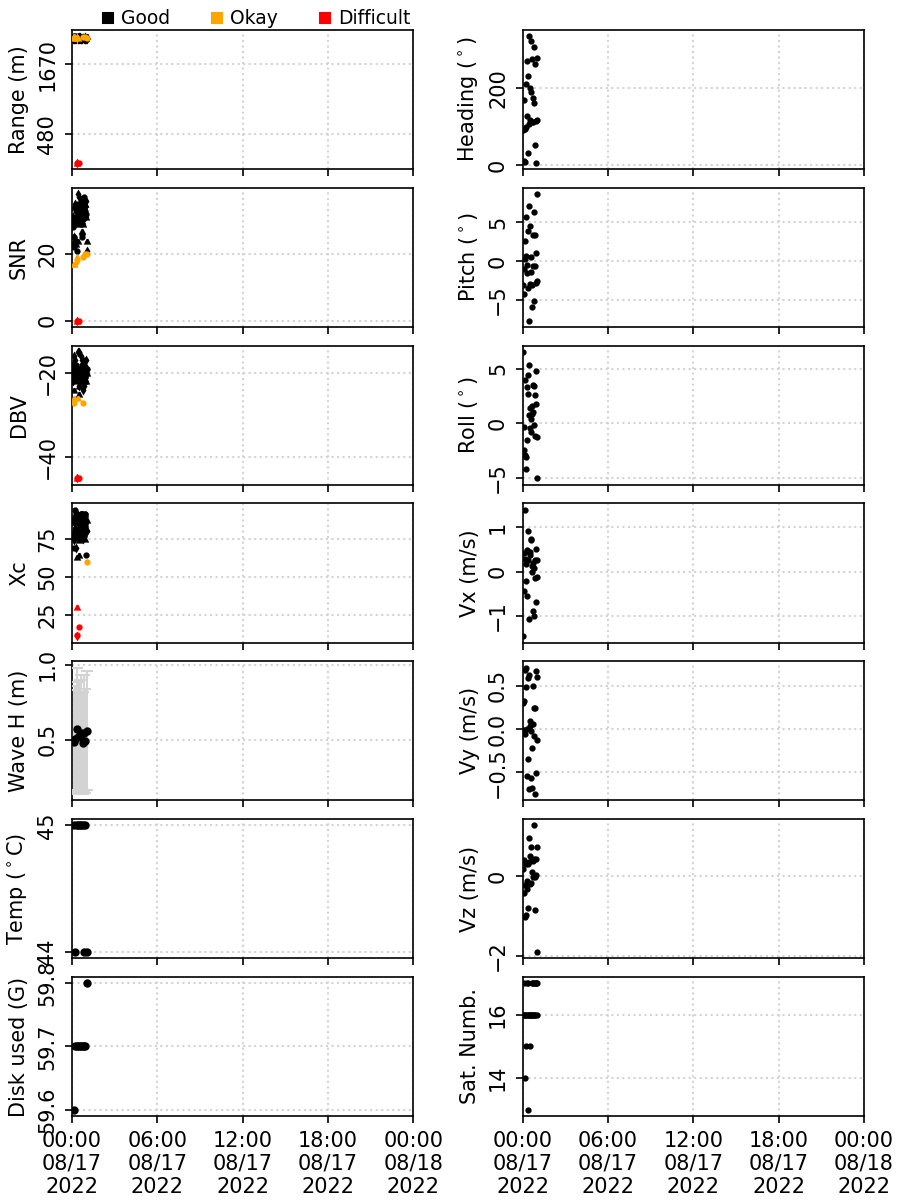 Good Okay Difficult
Range (m)
1670
480
Heading (°)
200
0
SNR
20
0
Pitch (°)
5
0
−5
DBV
−20
−40
Roll (°)
5
0
−5
Xc
75
50
25
Vx (m/s)
1
0
−1
Wave H (m)
1.0
0.5
Vy (m/s)
0.5
0.0
−0.5
Temp (°C)
45
44
Vz (m/s)
0
−2
Disk used (G)
59.8
59.7
59.6
Sat. Numb.
16
14
00:00 06:00 12:00 18:00 00:00 00:00 06:00 12:00 18:00 00:00
08/17 08/17 08/17 08/17 08/18 08/17 08/17 08/17 08/17 08/18
2022 2022 2022 2022 2022 2022 2022 2022 2022 2022